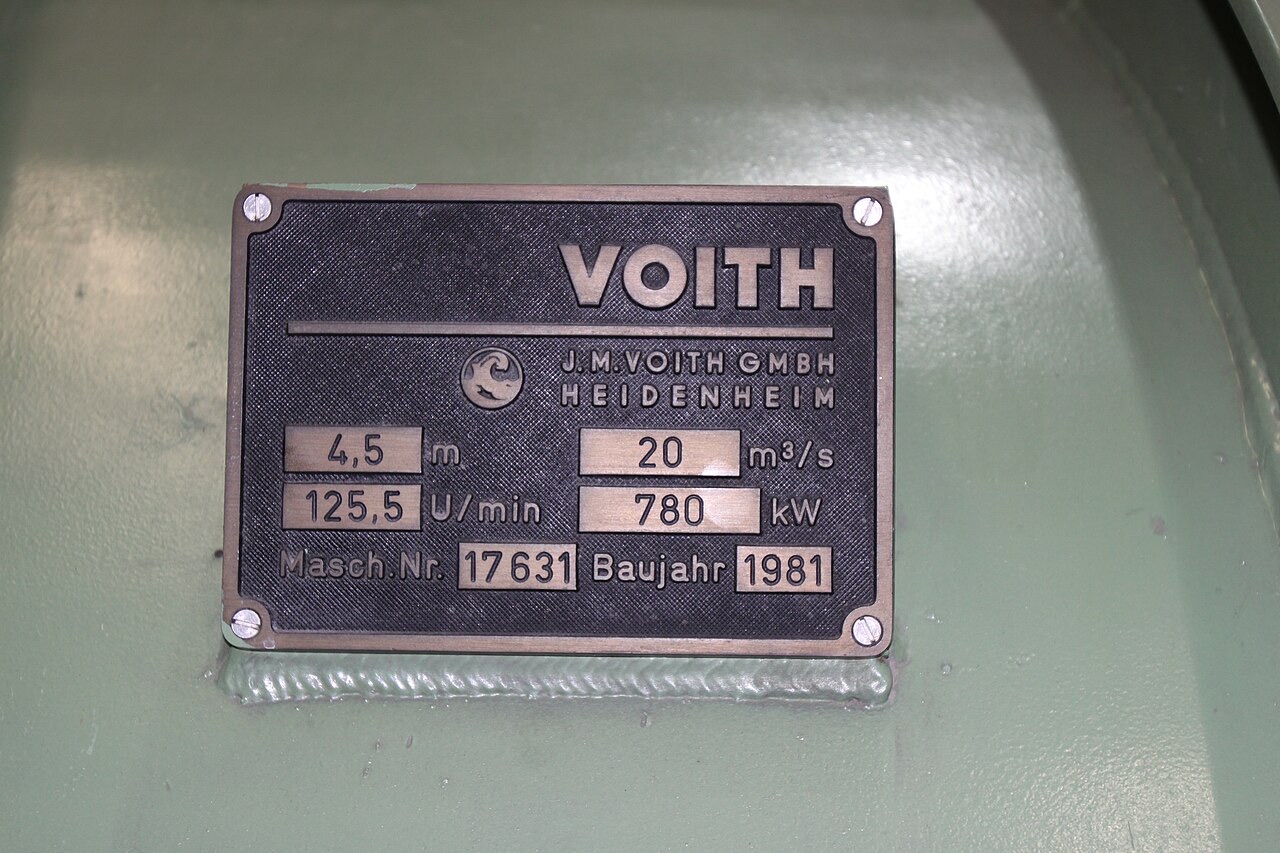 VOITH
J.M.VOITH GMBH
HEIDENHEIM
4,5 m 20 m³/s
125,5 U/min 780 kW
Masch.Nr. 17631 Baujahr 1981